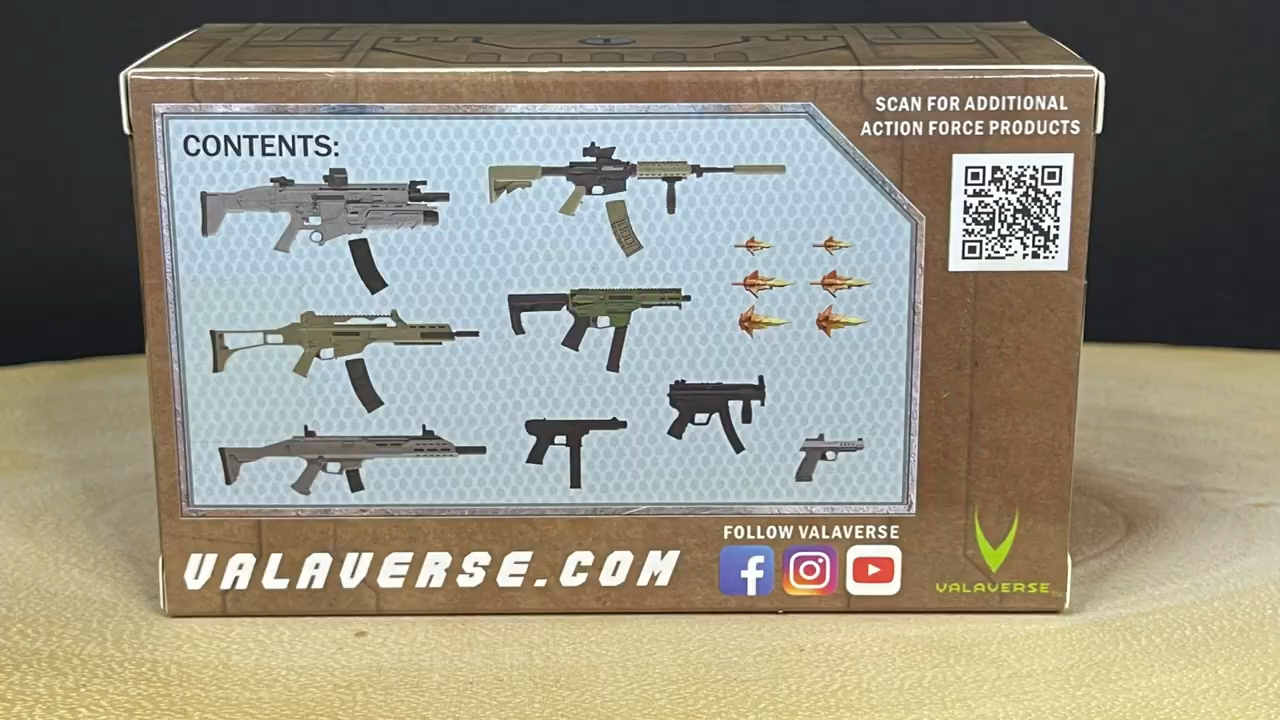 CONTENTS:
SCAN FOR ADDITIONAL
ACTION FORCE PRODUCTS
FOLLOW VALAVERSE
VALAVERSE.COM
VALAVERSE